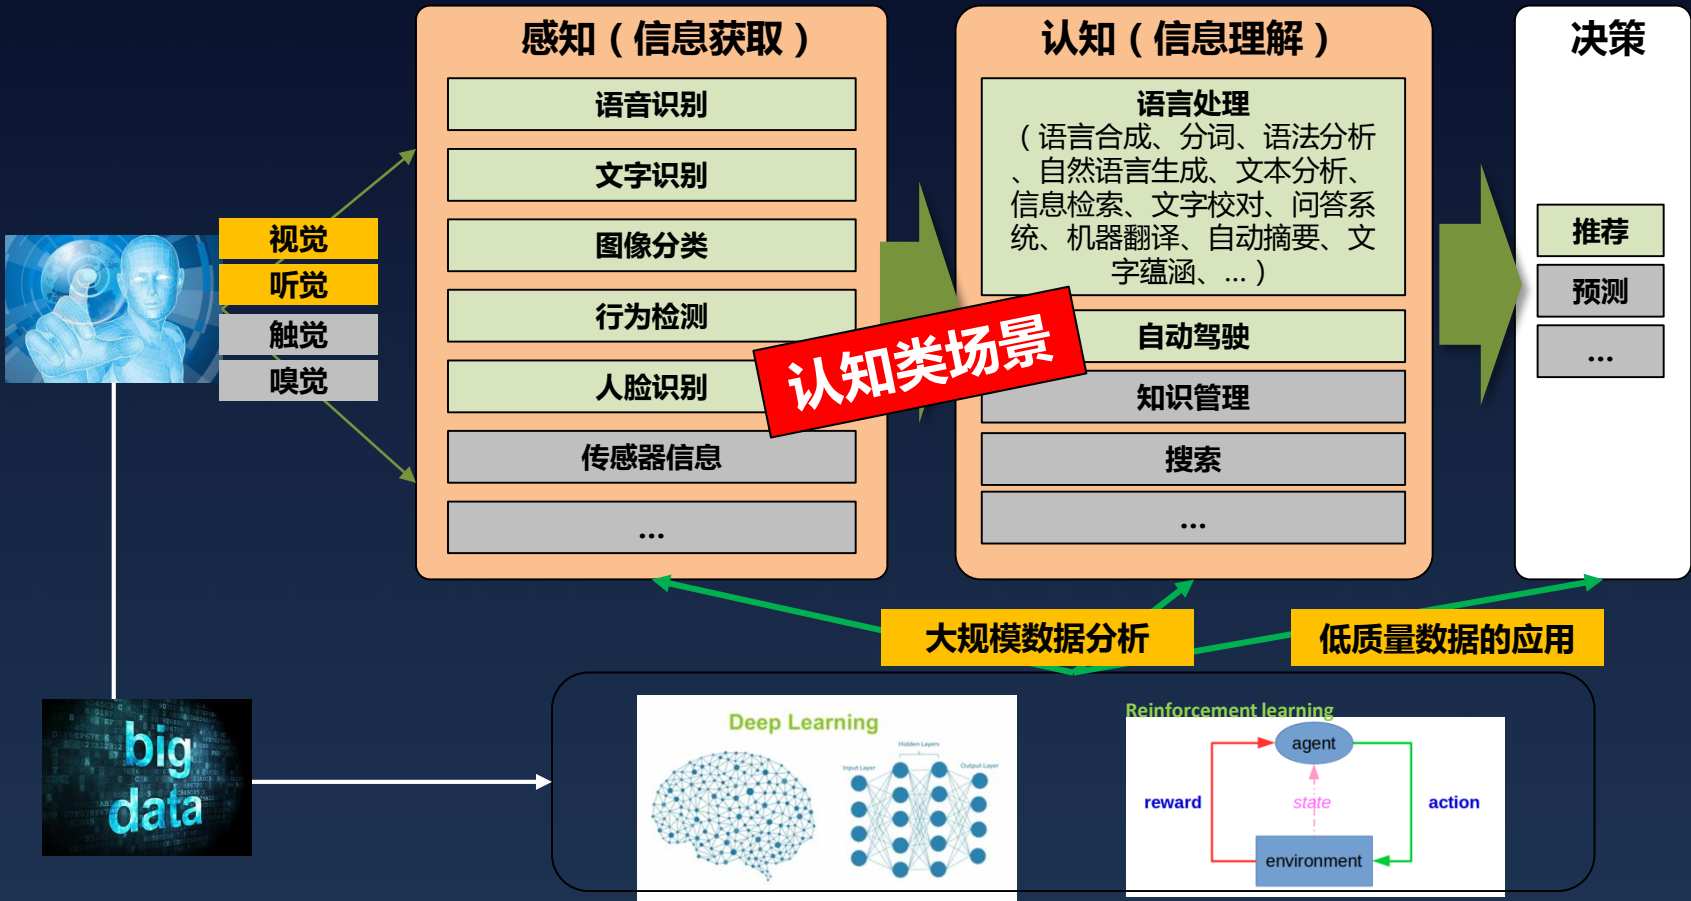 感知（信息获取）
语音识别
文字识别
图像分类
行为检测
人脸识别
传感器信息
...
认知（信息理解）
语言处理
（语言合成、分词、语法分析
、自然语言生成、文本分析、
信息检索、文字校对、问答系
统、机器翻译、自动摘要、文
字蕴涵、...）
自动驾驶
知识管理
搜索
...
决策
推荐
预测
...
视觉
听觉
触觉
嗅觉
认知类场景
大规模数据分析
低质量数据的应用
big
data
Deep Learning
Hidden Layers
Input Layer
Output Layer
Reinforcement learning
agent
reward
state
action
environment